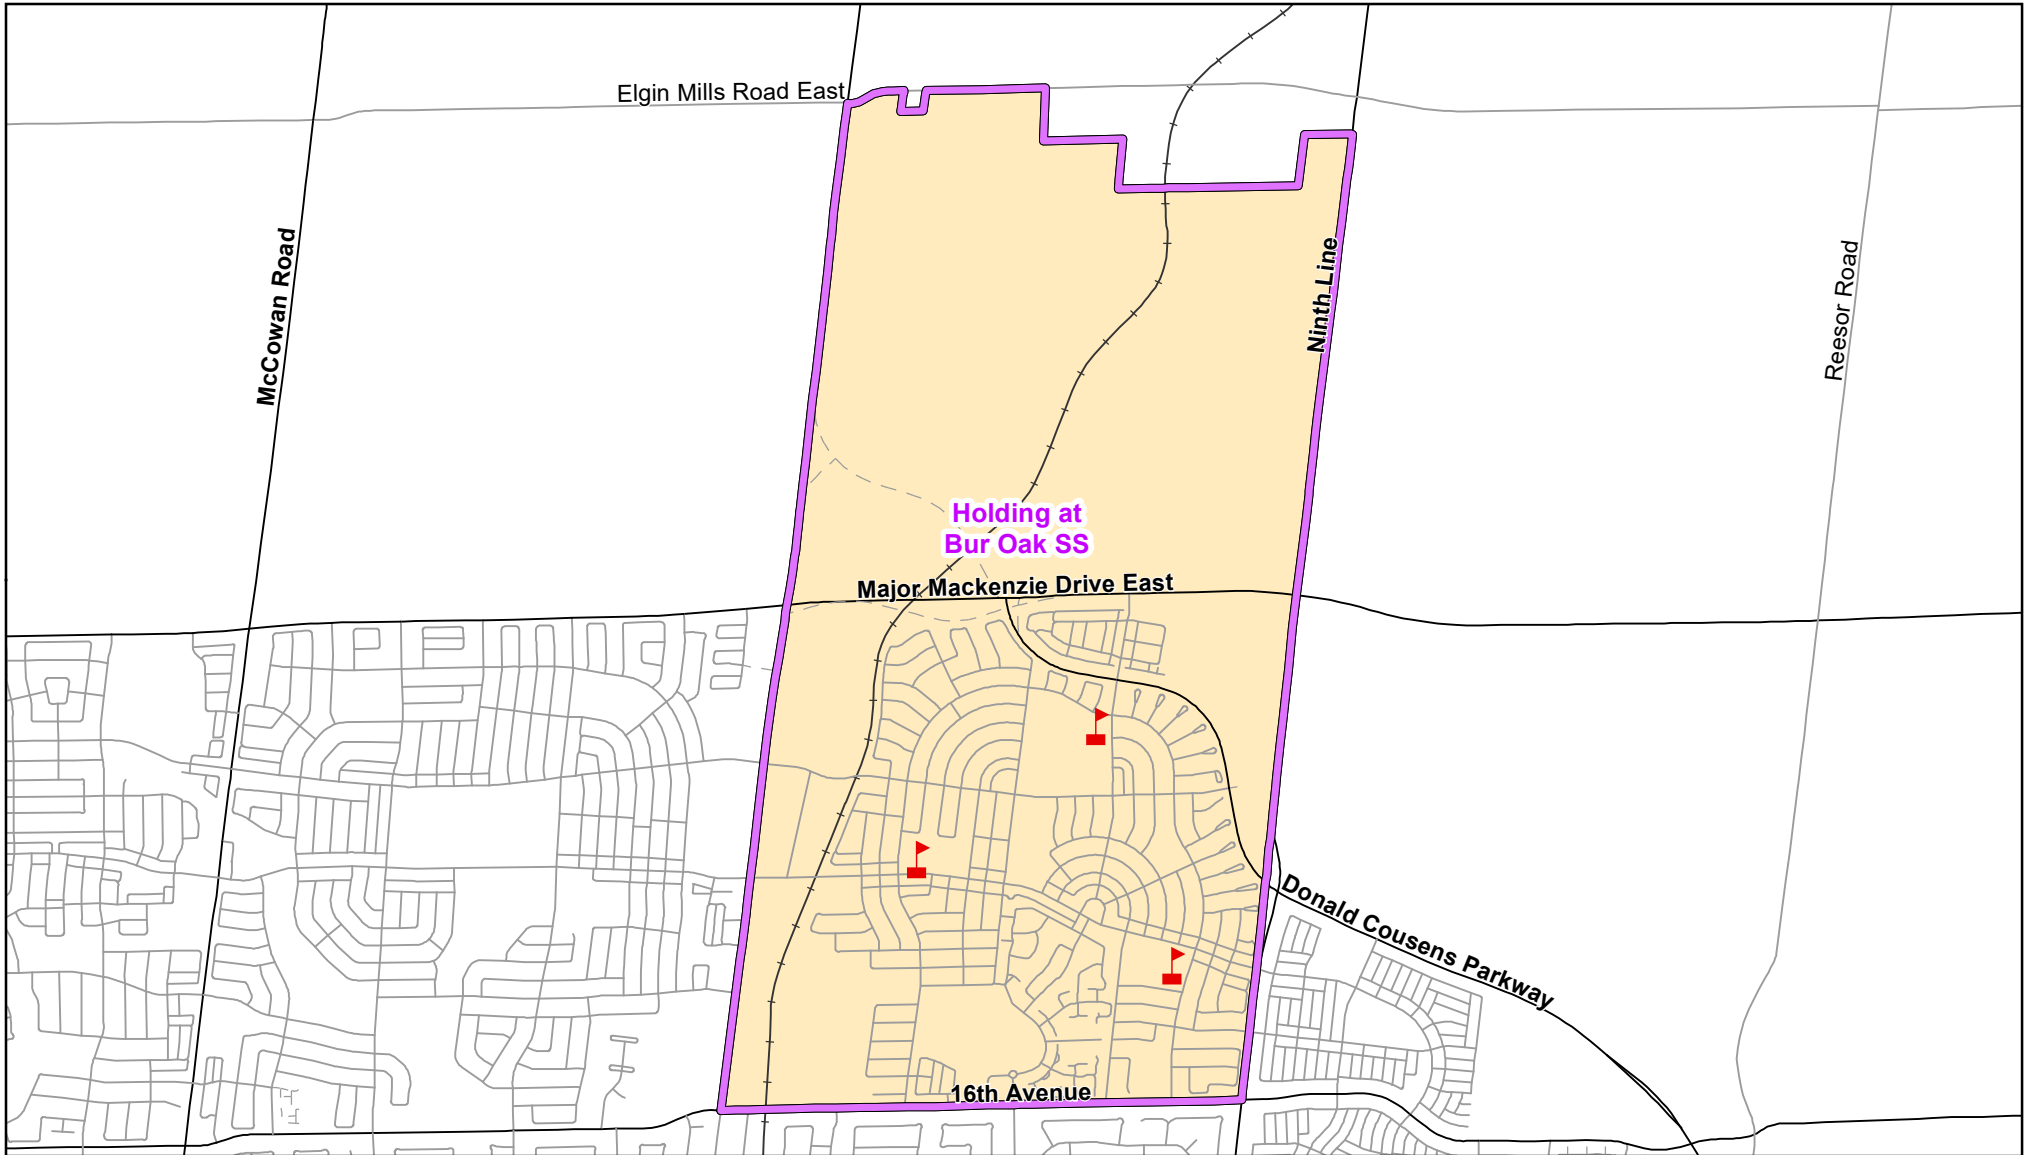 Elgin Mills Road East
McCowan Road
Ninth Line
Reesor Road
Holding at
Bur Oak SS
Major Mackenzie Drive East
Donald Cousens Parkway
16th Avenue